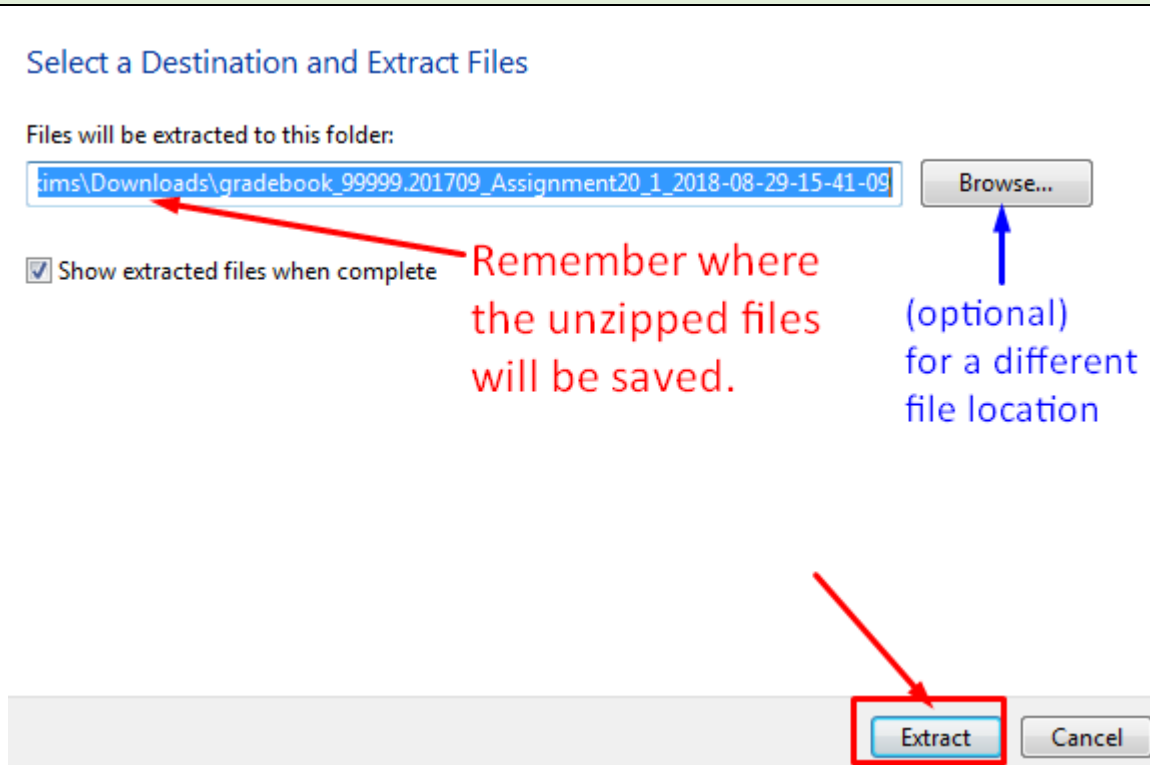 Select a Destination and Extract Files
Files will be extracted to this folder:
\Downloads\gradebook_99999.201709_Assignment20_1_2018-08-29-15-41-09
Browse...
Show extracted files when complete
Remember where
the unzipped files
will be saved.
(optional)
for a different
file location
Extract
Cancel